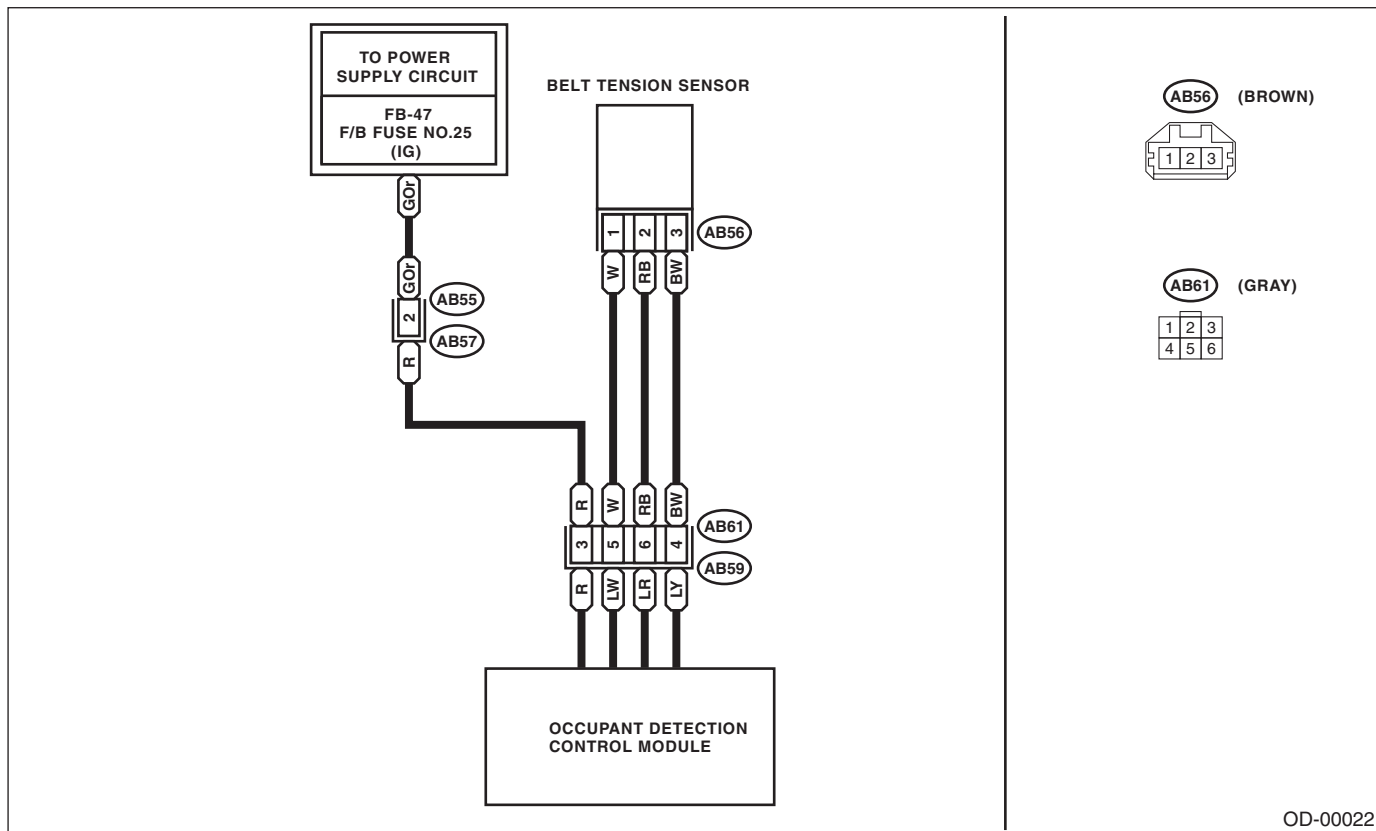 TO POWER
SUPPLY CIRCUIT
FB-47
F/B FUSE NO.25
(IG)
BELT TENSION SENSOR
GOr
GOr
2
AB55
AB57
R
1 2 3
AB56
W RB BW
R W RB BW
3 5 6 4
AB61
AB59
R LW LR LY
OCCUPANT DETECTION
CONTROL MODULE
AB56 (BROWN)
1 2 3
AB61 (GRAY)
1 2 3
4 5 6
OD-00022